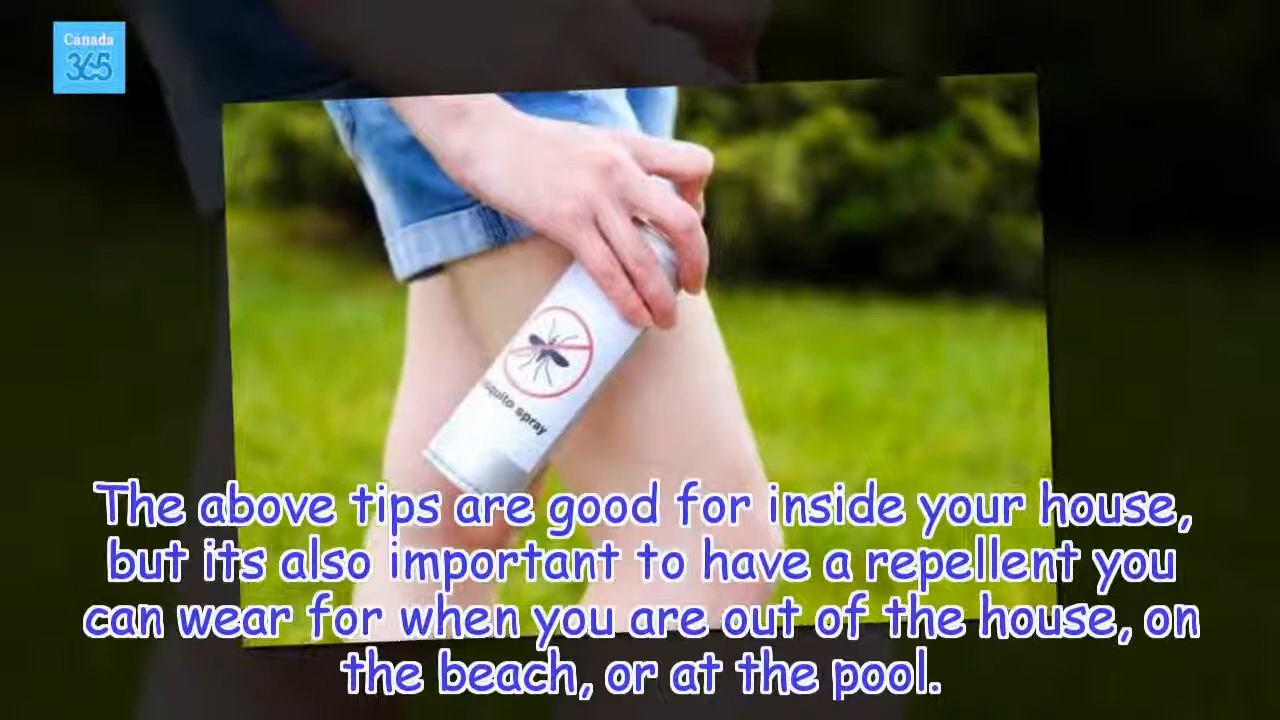 Canada
365
spray
The above tips are good for inside your house,
but its also important to have a repellent you
can wear for when you are out of the house, on
the beach, or at the pool.